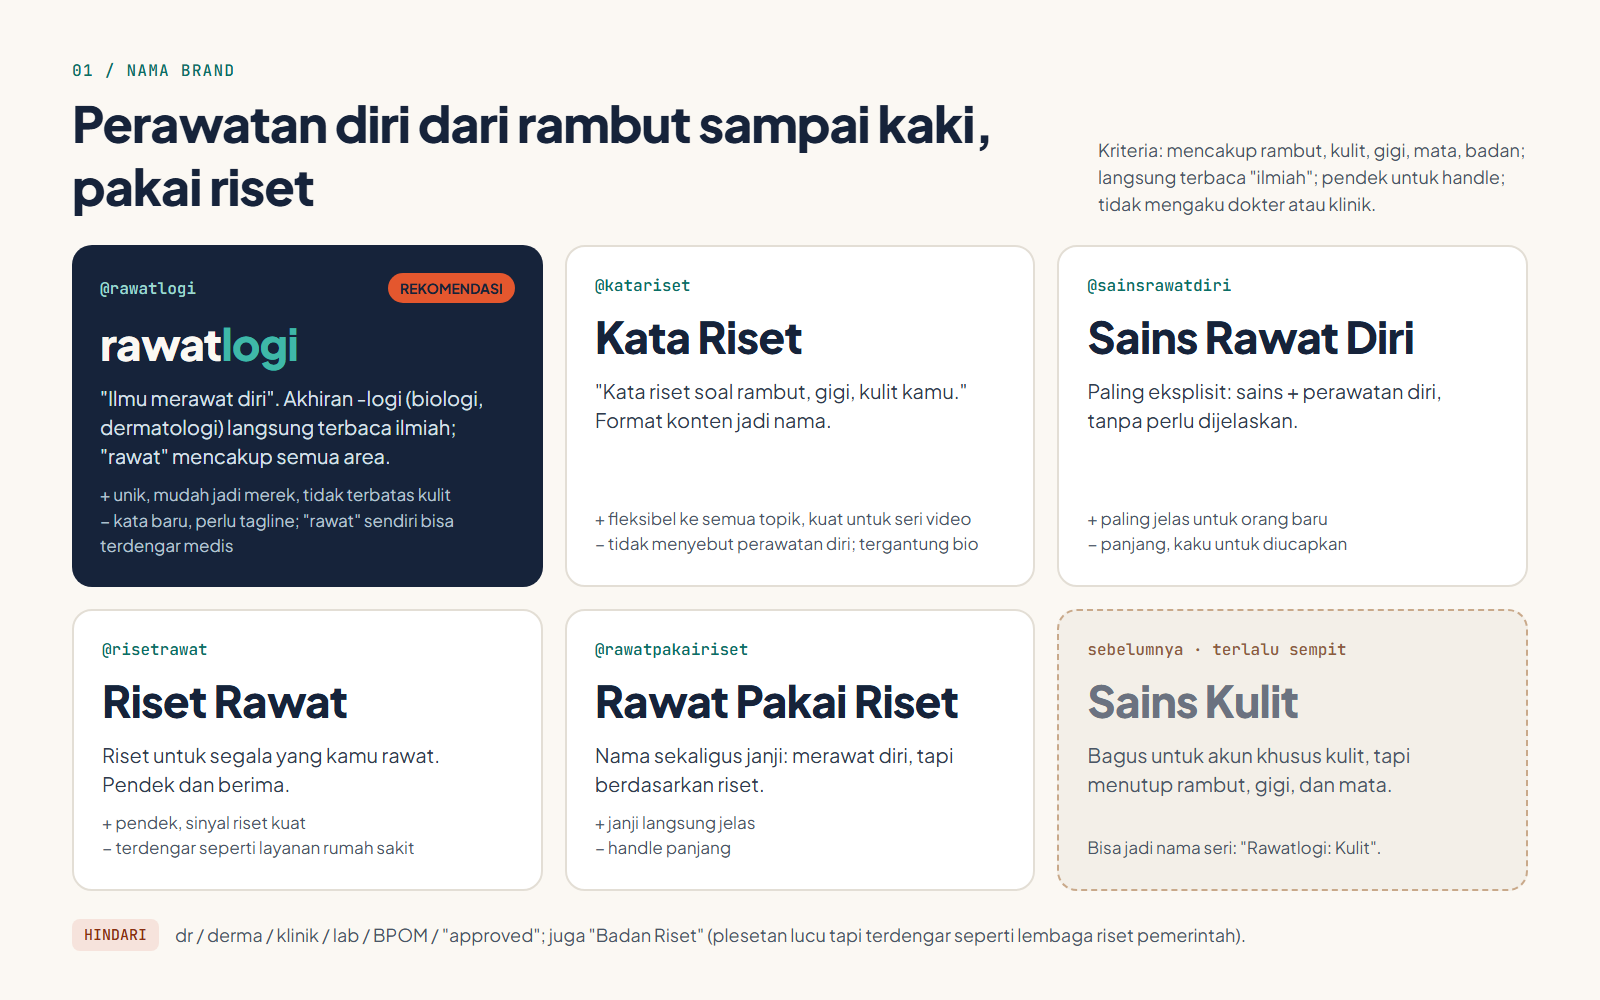 01 / NAMA BRAND
Perawatan diri dari rambut sampai kaki,
pakai riset
Kriteria: mencakup rambut, kulit, gigi, mata, badan;
langsung terbaca "ilmiah"; pendek untuk handle;
tidak mengaku dokter atau klinik.
@rawatlogi
REKOMENDASI
rawatlogi
"Ilmu merawat diri". Akhiran -logi (biologi,
dermatologi) langsung terbaca ilmiah;
"rawat" mencakup semua area.
+ unik, mudah jadi merek, tidak terbatas kulit
– kata baru, perlu tagline; "rawat" sendiri bisa
terdengar medis
@katariset
Kata Riset
"Kata riset soal rambut, gigi, kulit kamu."
Format konten jadi nama.
+ fleksibel ke semua topik, kuat untuk seri video
– tidak menyebut perawatan diri; tergantung bio
@sainsrawatdiri
Sains Rawat Diri
Paling eksplisit: sains + perawatan diri,
tanpa perlu dijelaskan.
+ paling jelas untuk orang baru
– panjang, kaku untuk diucapkan
@risetrawat
Riset Rawat
Riset untuk segala yang kamu rawat.
Pendek dan berima.
+ pendek, sinyal riset kuat
– terdengar seperti layanan rumah sakit
@rawatpakairiset
Rawat Pakai Riset
Nama sekaligus janji: merawat diri, tapi
berdasarkan riset.
+ janji langsung jelas
– handle panjang
sebelumnya · terlalu sempit
Sains Kulit
Bagus untuk akun khusus kulit, tapi
menutup rambut, gigi, dan mata.
Bisa jadi nama seri: "Rawatlogi: Kulit".
HINDARI
dr / derma / klinik / lab / BPOM / "approved"; juga "Badan Riset" (plesetan lucu tapi terdengar seperti lembaga riset pemerintah).